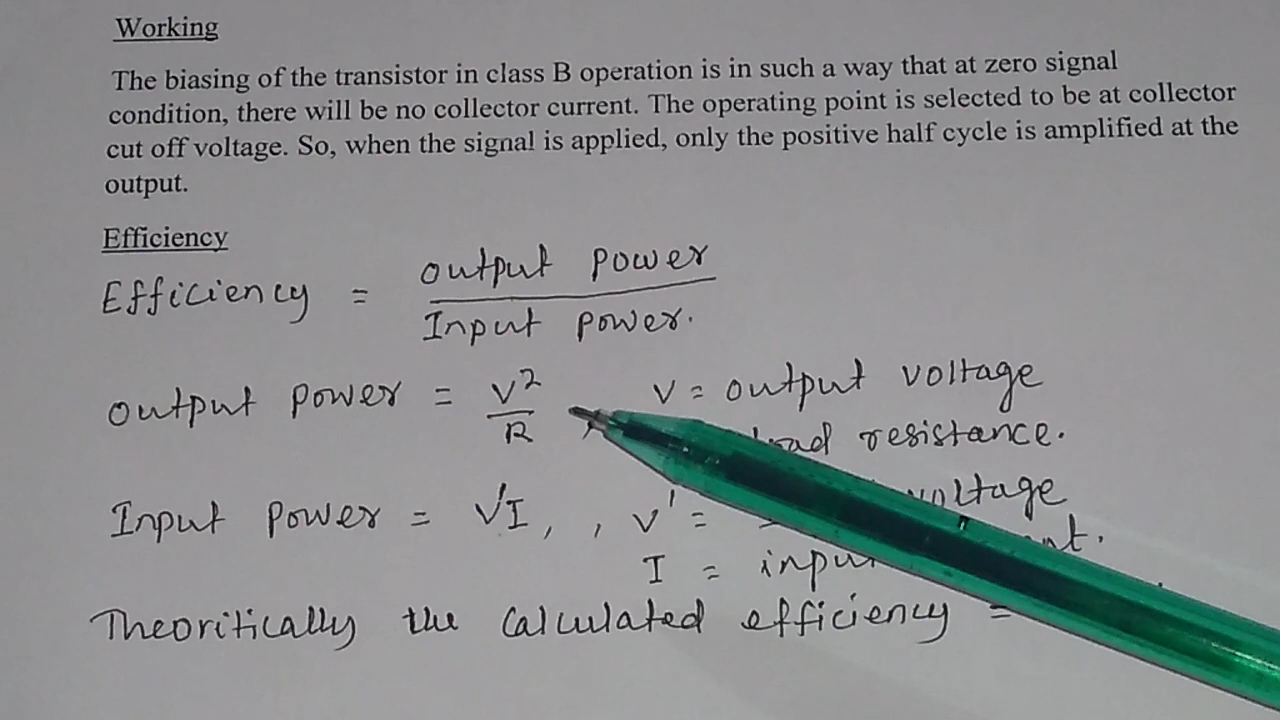 Working
The biasing of the transistor in class B operation is in such a way that at zero signal
condition, there will be no collector current. The operating point is selected to be at collector
cut off voltage. So, when the signal is applied, only the positive half cycle is amplified at the
output.
Efficiency
Efficiency = output power
Input power.
output power = V²/R V = output voltage
resistance.
Input power = V'I, , V' = voltage
I =
Theoritically the calculated efficiency =